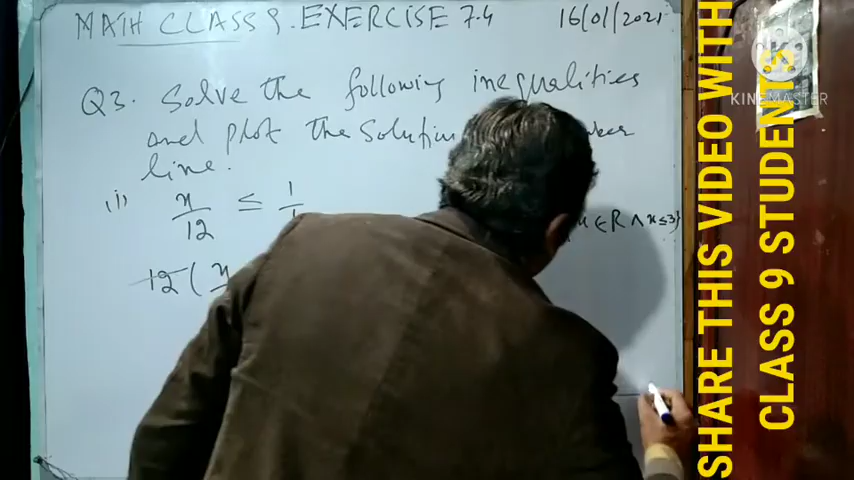 MATH CLASS 9. EXERCISE 7.4 16/01/2021
Q3. Solve the following inequalities
and plot the
line.
ii) x/12 ≤ 1/
x ∈ R ∧ x ≤ 3}
12 (x
KINEMASTER
SHARE THIS VIDEO WITH
CLASS 9 STUDENTS